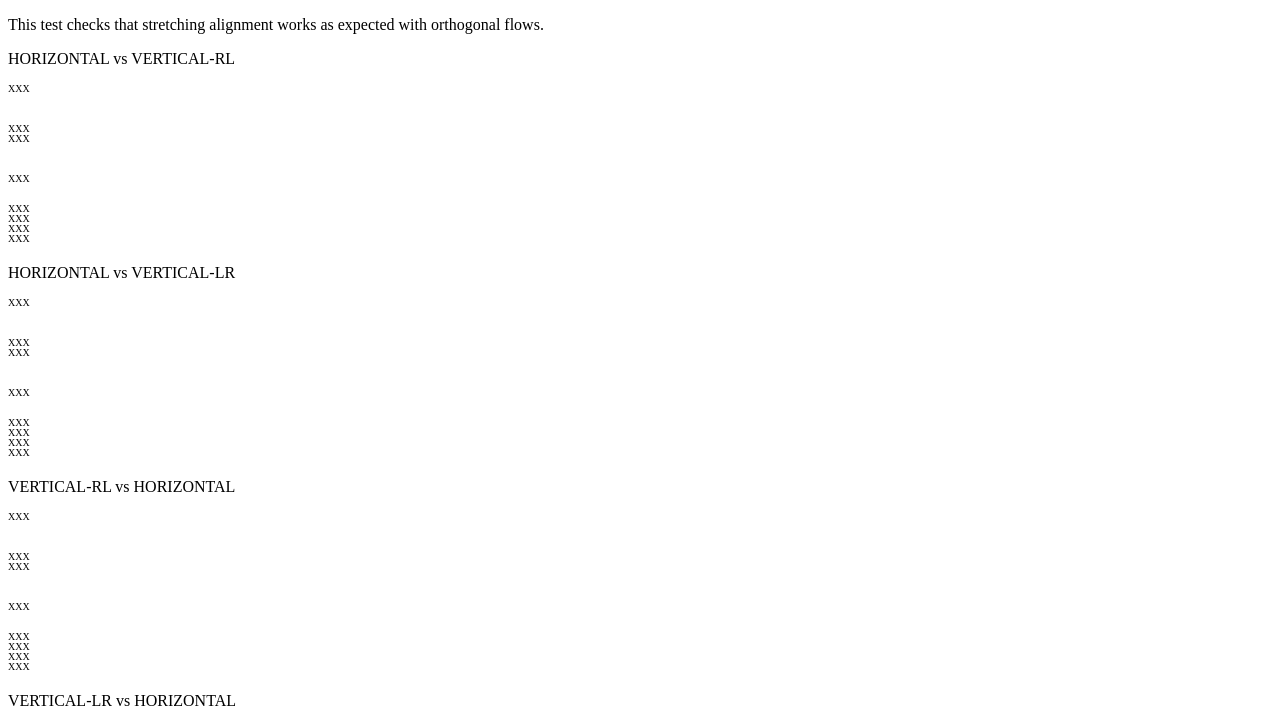 This test checks that stretching alignment works as expected with orthogonal flows.
HORIZONTAL vs VERTICAL-RL
xxx
xxx
xxx
xxx
xxx
xxx
xxx
xxx
HORIZONTAL vs VERTICAL-LR
xxx
xxx
xxx
xxx
xxx
xxx
xxx
xxx
VERTICAL-RL vs HORIZONTAL
xxx
xxx
xxx
xxx
xxx
xxx
xxx
xxx
VERTICAL-LR vs HORIZONTAL